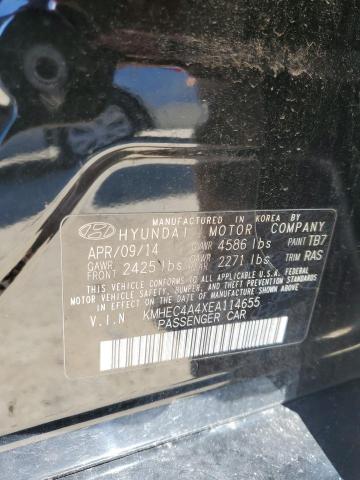 MANUFACTURED IN KOREA BY
HYUNDAI MOTOR COMPANY
APR/09/14 GVWR 4586 lbs PAINT TB7
GAWR FRONT 2425 lbs GAWR REAR 2271 lbs TRIM RAS
THIS VEHICLE CONFORMS TO ALL APPLICABLE U.S.A. FEDERAL
MOTOR VEHICLE SAFETY, BUMPER, AND THEFT PREVENTION STANDARDS
IN EFFECT ON THE DATE OF MANUFACTURE SHOWN ABOVE.
V.I.N KMHEC4A4XEA114655
PASSENGER CAR